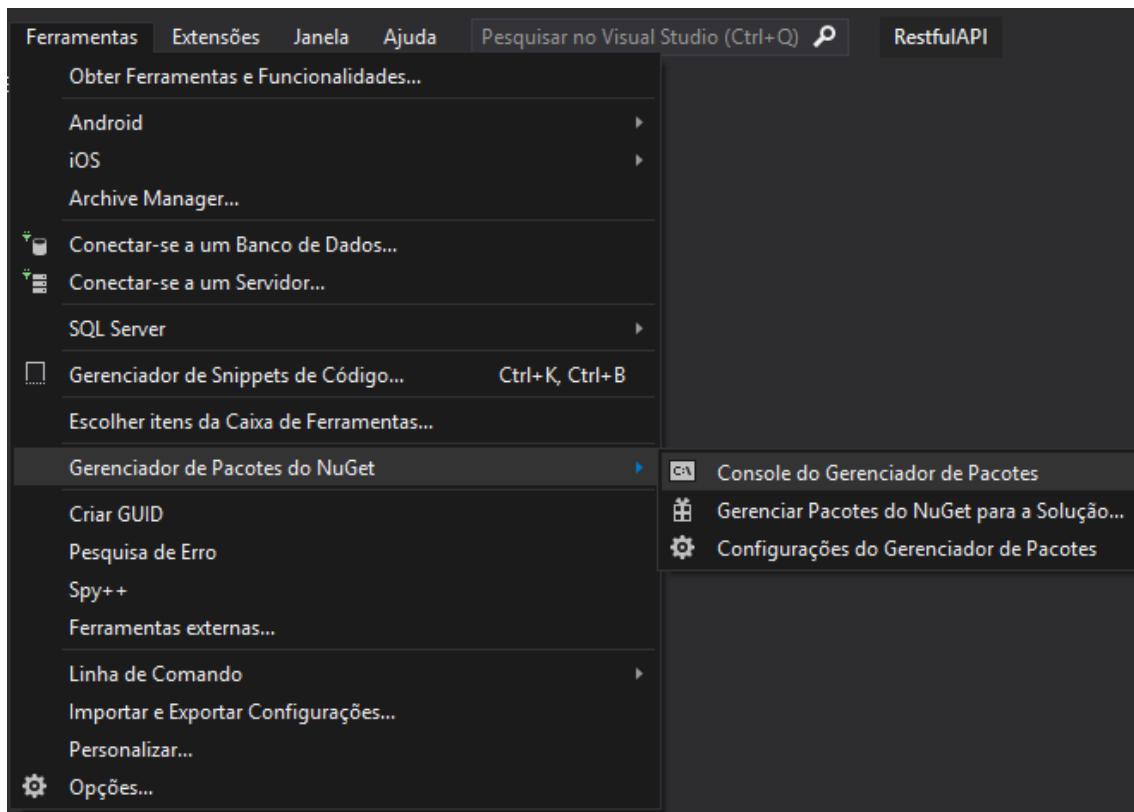 Ferramentas Extensões Janela Ajuda Pesquisar no Visual Studio (Ctrl+Q) RestfulAPI
Obter Ferramentas e Funcionalidades...
Android
iOS
Archive Manager...
Conectar-se a um Banco de Dados...
Conectar-se a um Servidor...
SQL Server
Gerenciador de Snippets de Código... Ctrl+K, Ctrl+B
Escolher itens da Caixa de Ferramentas...
Gerenciador de Pacotes do NuGet
C:\ Console do Gerenciador de Pacotes
Gerenciar Pacotes do NuGet para a Solução...
Configurações do Gerenciador de Pacotes
Criar GUID
Pesquisa de Erro
Spy++
Ferramentas externas...
Linha de Comando
Importar e Exportar Configurações...
Personalizar...
Opções...